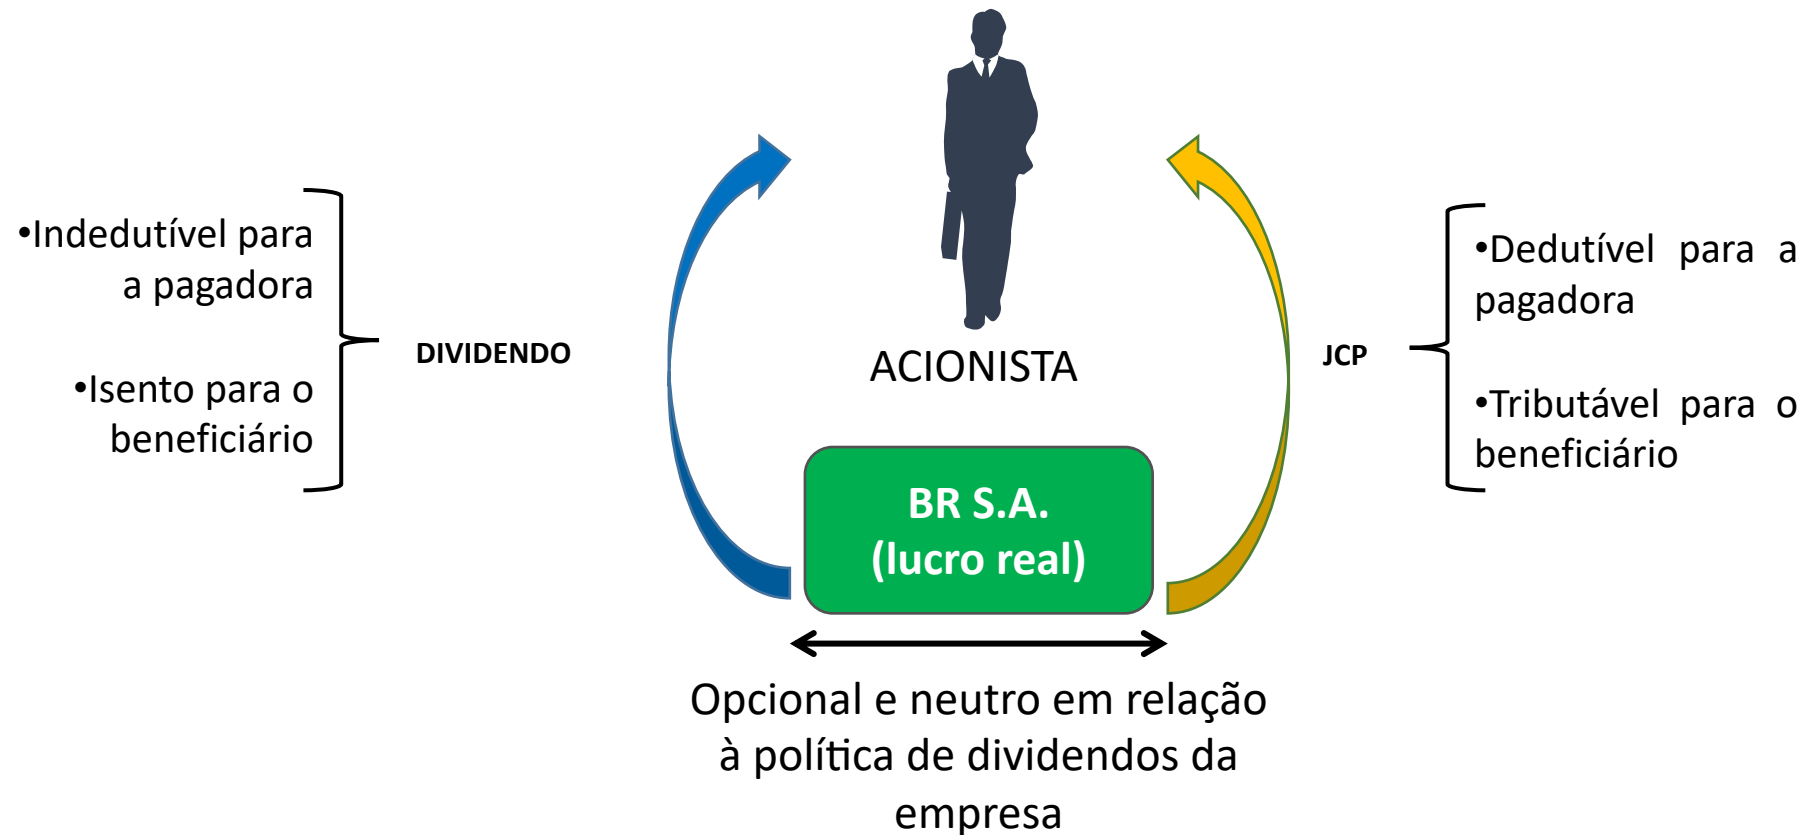 •Indedutível para
a pagadora
•Isento para o
beneficiário
DIVIDENDO
ACIONISTA
JCP
•Dedutível para a
pagadora
•Tributável para o
beneficiário
BR S.A.
(lucro real)
Opcional e neutro em relação
à política de dividendos da
empresa